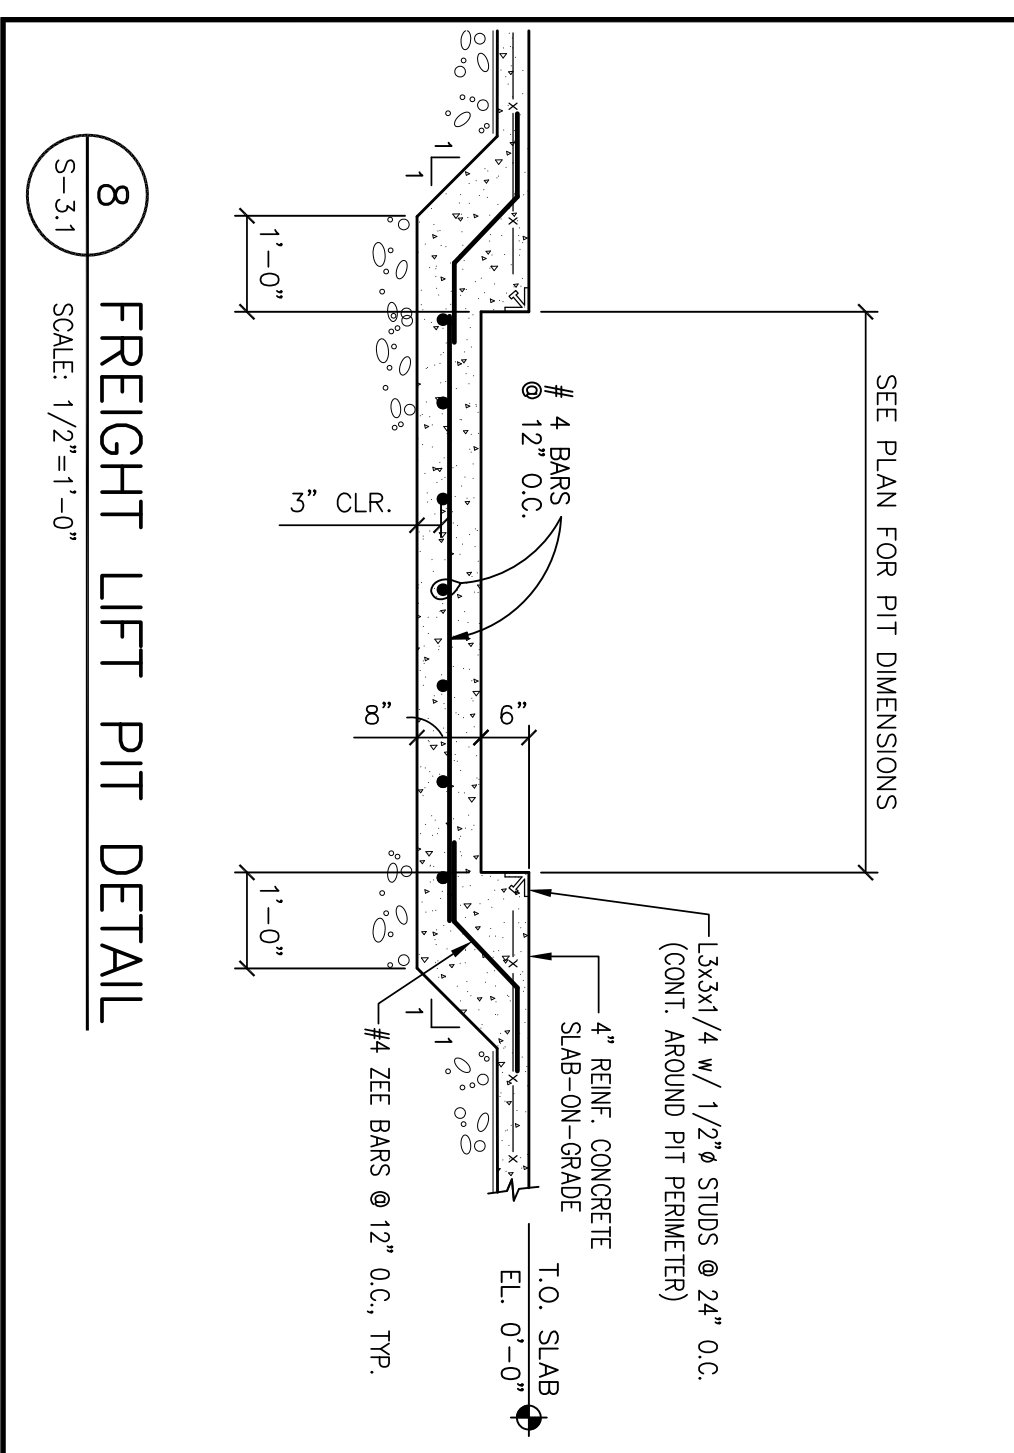 SEE PLAN FOR PIT DIMENSIONS
L3x3x1/4 w/ 1/2"ø STUDS @ 24" O.C.
(CONT. AROUND PIT PERIMETER)
4" REINF. CONCRETE
SLAB-ON-GRADE
T.O. SLAB
EL. 0'-0"
# 4 BARS
@ 12" O.C.
6"
8"
3" CLR.
1
1
1
1
#4 ZEE BARS @ 12" O.C., TYP.
1'-0"
1'-0"
8
S-3.1
FREIGHT LIFT PIT DETAIL
SCALE: 1/2"=1'-0"